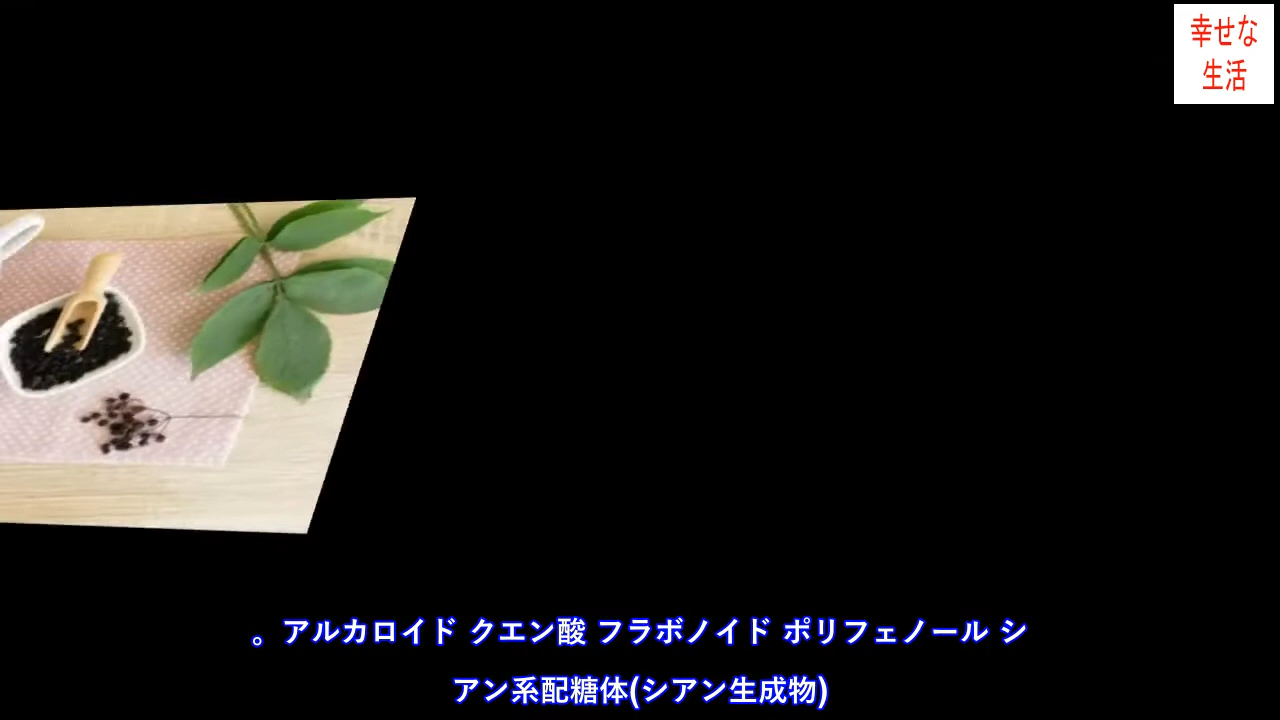 幸せな
生活
。アルカロイド クエン酸 フラボノイド ポリフェノール シ
アン系配糖体(シアン生成物)